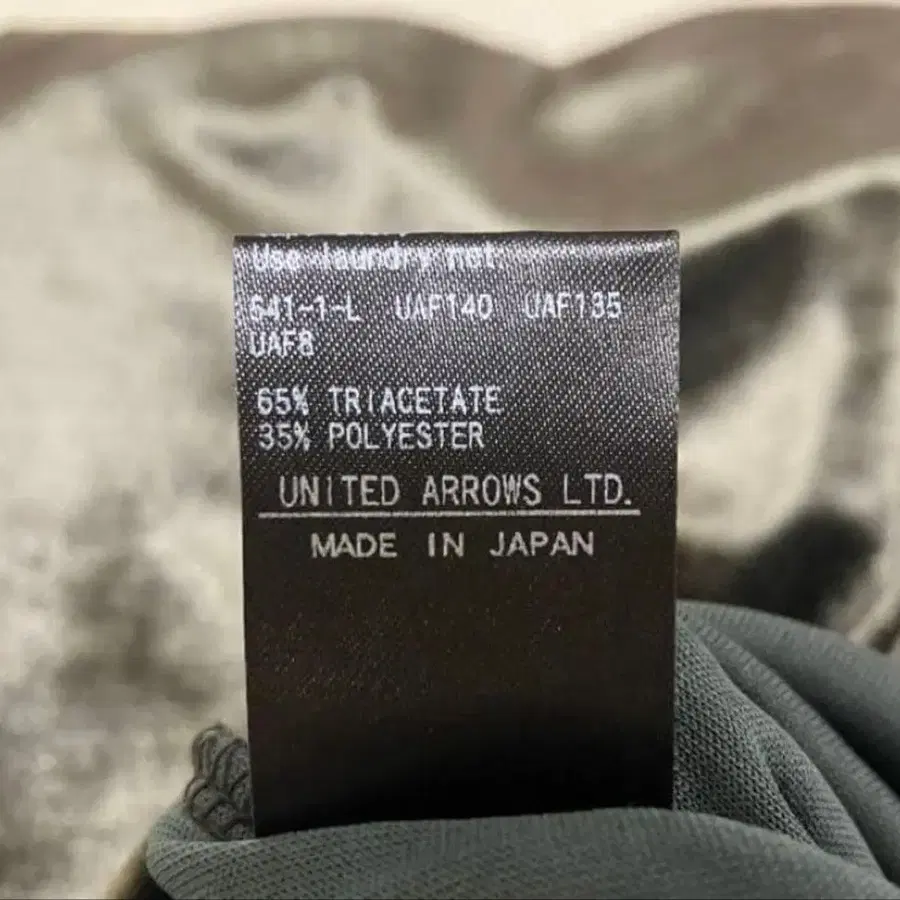 Use laundry net.
641-1-L UAF140 UAF135
UAF8
65% TRIACETATE
35% POLYESTER
UNITED ARROWS LTD.
MADE IN JAPAN